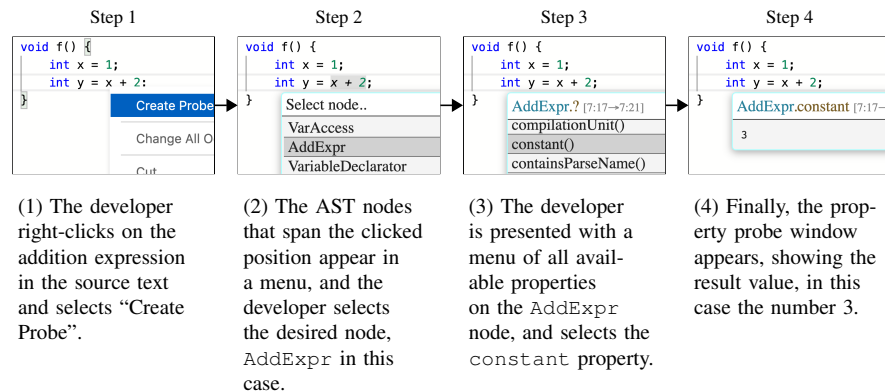 Step 1
void f() {
int x = 1;
int y = x + 2:
}
Create Probe
Change All O
Cut
(1) The developer
right-clicks on the
addition expression
in the source text
and selects “Create
Probe”.
Step 2
void f() {
int x = 1;
int y = x + 2;
}
Select node..
VarAccess
AddExpr
VariableDeclarator
(2) The AST nodes
that span the clicked
position appear in
a menu, and the
developer selects
the desired node,
AddExpr in this
case.
Step 3
void f() {
int x = 1;
int y = x + 2;
}
AddExpr.? [7:17→7:21]
compilationUnit()
constant()
containsParseName()
(3) The developer
is presented with a
menu of all avail-
able properties
on the AddExpr
node, and selects the
constant property.
Step 4
void f() {
int x = 1;
int y = x + 2;
}
AddExpr.constant [7:17→
3
(4) Finally, the prop-
erty probe window
appears, showing the
result value, in this
case the number 3.